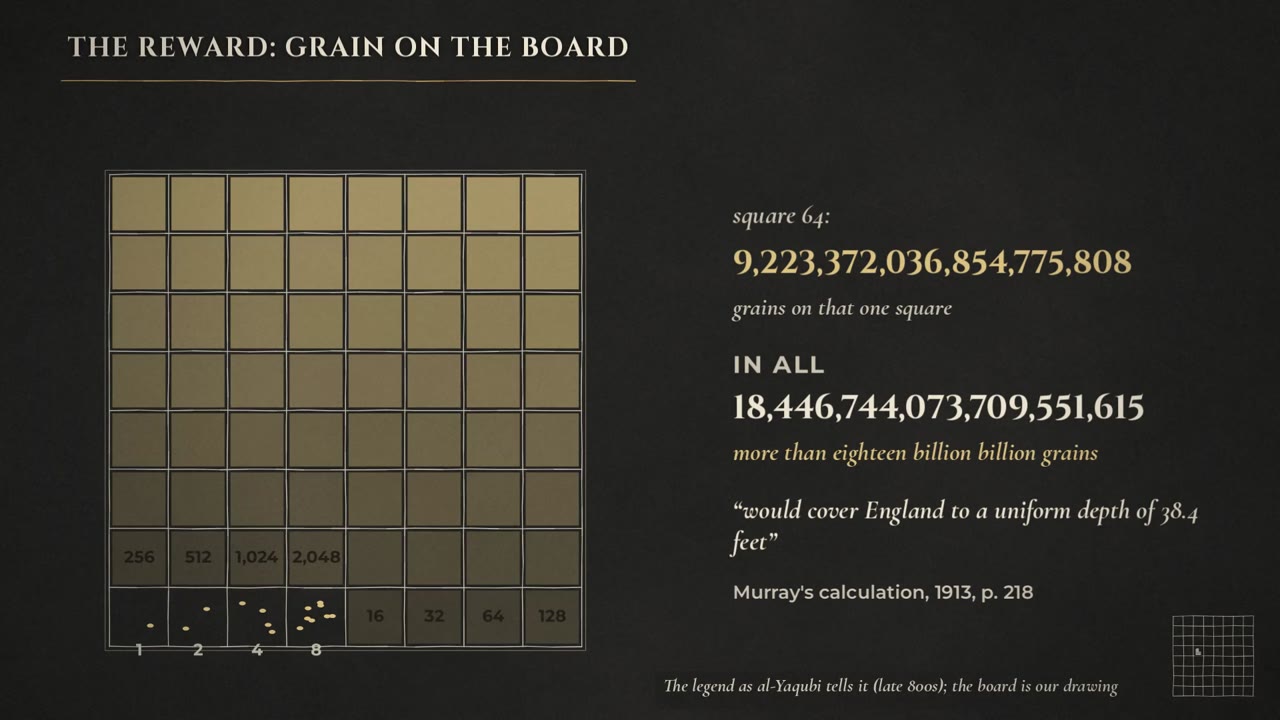 THE REWARD: GRAIN ON THE BOARD
square 64:
9,223,372,036,854,775,808
grains on that one square
IN ALL
18,446,744,073,709,551,615
more than eighteen billion billion grains
“would cover England to a uniform depth of 38.4
feet”
Murray's calculation, 1913, p. 218
256 512 1,024 2,048
16 32 64 128
1 2 4 8
The legend as al-Yaqubi tells it (late 800s); the board is our drawing